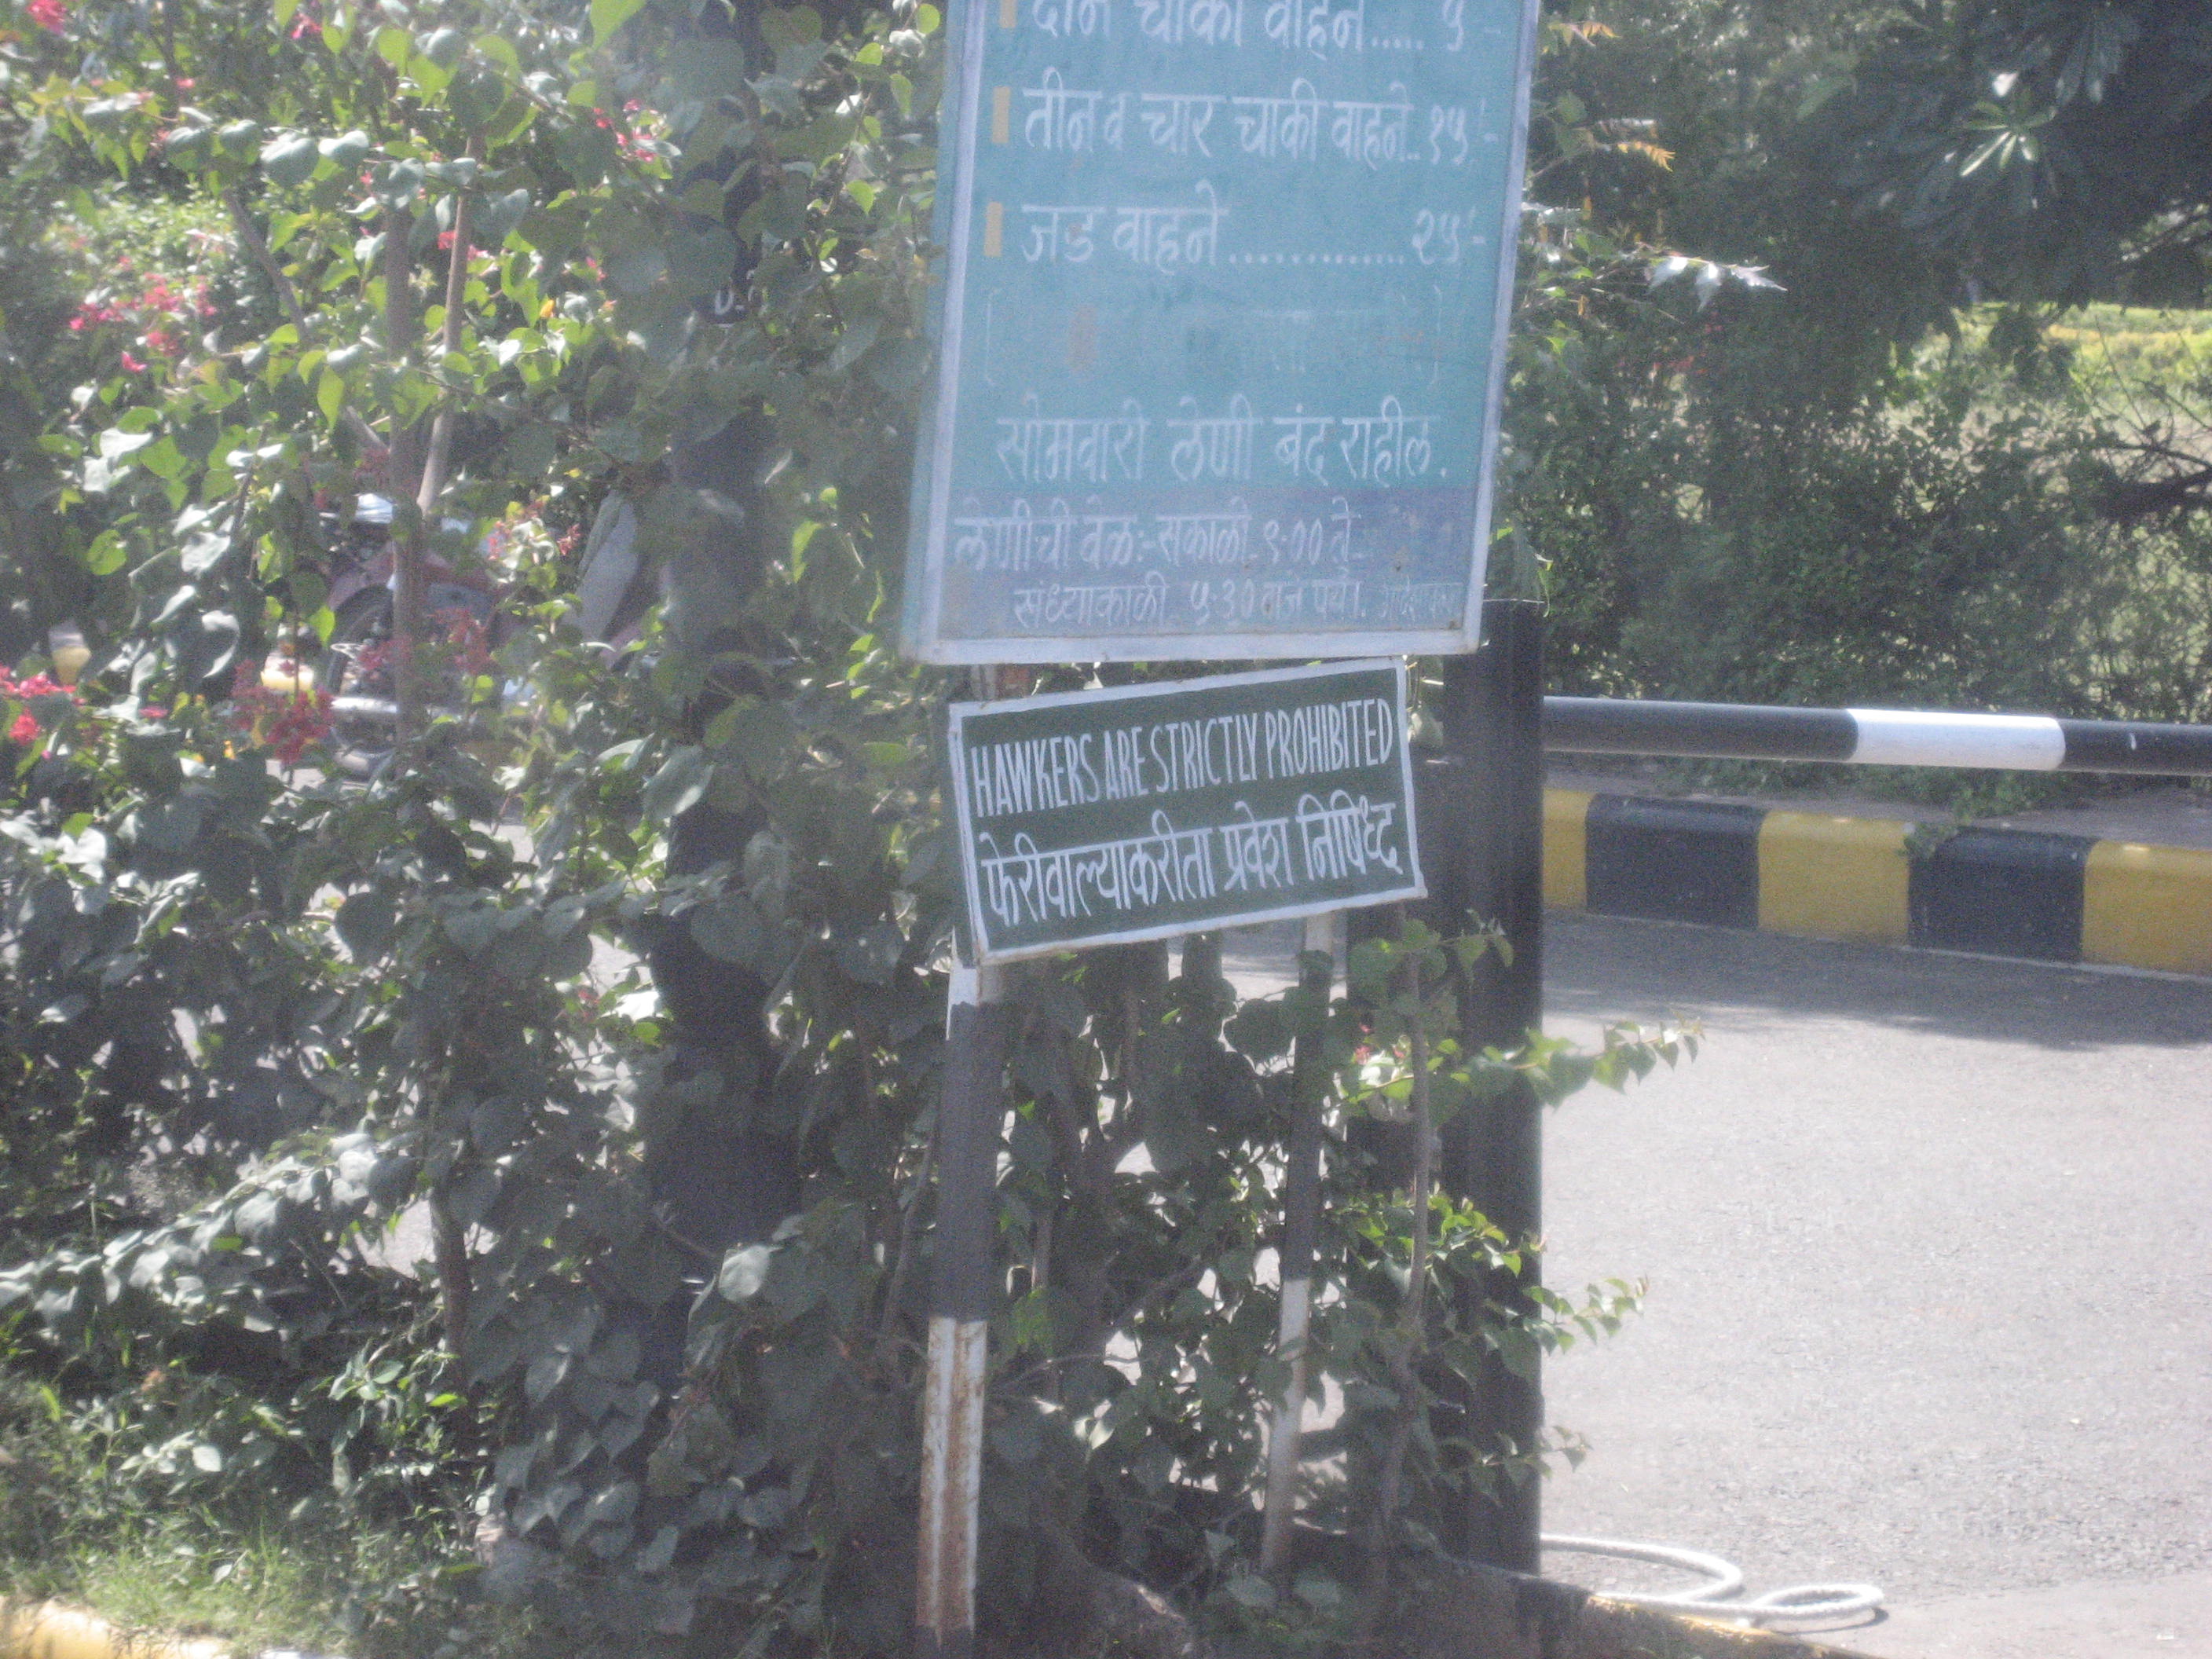 दोन चाकी वाहने..... ५/-
तीन व चार चाकी वाहने.. १५/-
जड वाहने.............. २५/-
सोमवारी लेणी बंद राहील.
लेणीची वेळ:- सकाळी ९:०० ते
संध्याकाळी ५:३० वाजे पर्यंत.
HAWKERS ARE STRICTLY PROHIBITED
फेरीवाल्याकरीता प्रवेश निषिध्द